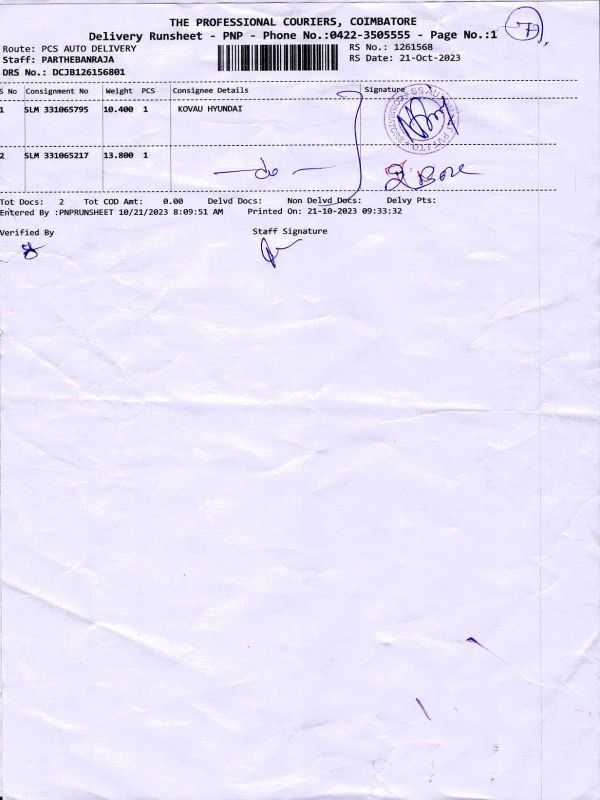 THE PROFESSIONAL COURIERS, COIMBATORE
Delivery Runsheet - PNP - Phone No.:0422-3505555 - Page No.:1
Route: PCS AUTO DELIVERY RS No.: 1261568
Staff: PARTHEBANRAJA RS Date: 21-Oct-2023
DRS No.: DCJB126156801
S No Consignment No Weight PCS Consignee Details Signature
1 SLM 331065795 10.400 1 KOVAU HYUNDAI
2 SLM 331065217 13.800 1
— do —
2 Box
Tot Docs: 2 Tot COD Amt: 0.00 Delvd Docs: Non Delvd Docs: Delvy Pts:
Entered By :PNPRUNSHEET 10/21/2023 8:09:51 AM Printed On: 21-10-2023 09:33:32
Verified By Staff Signature